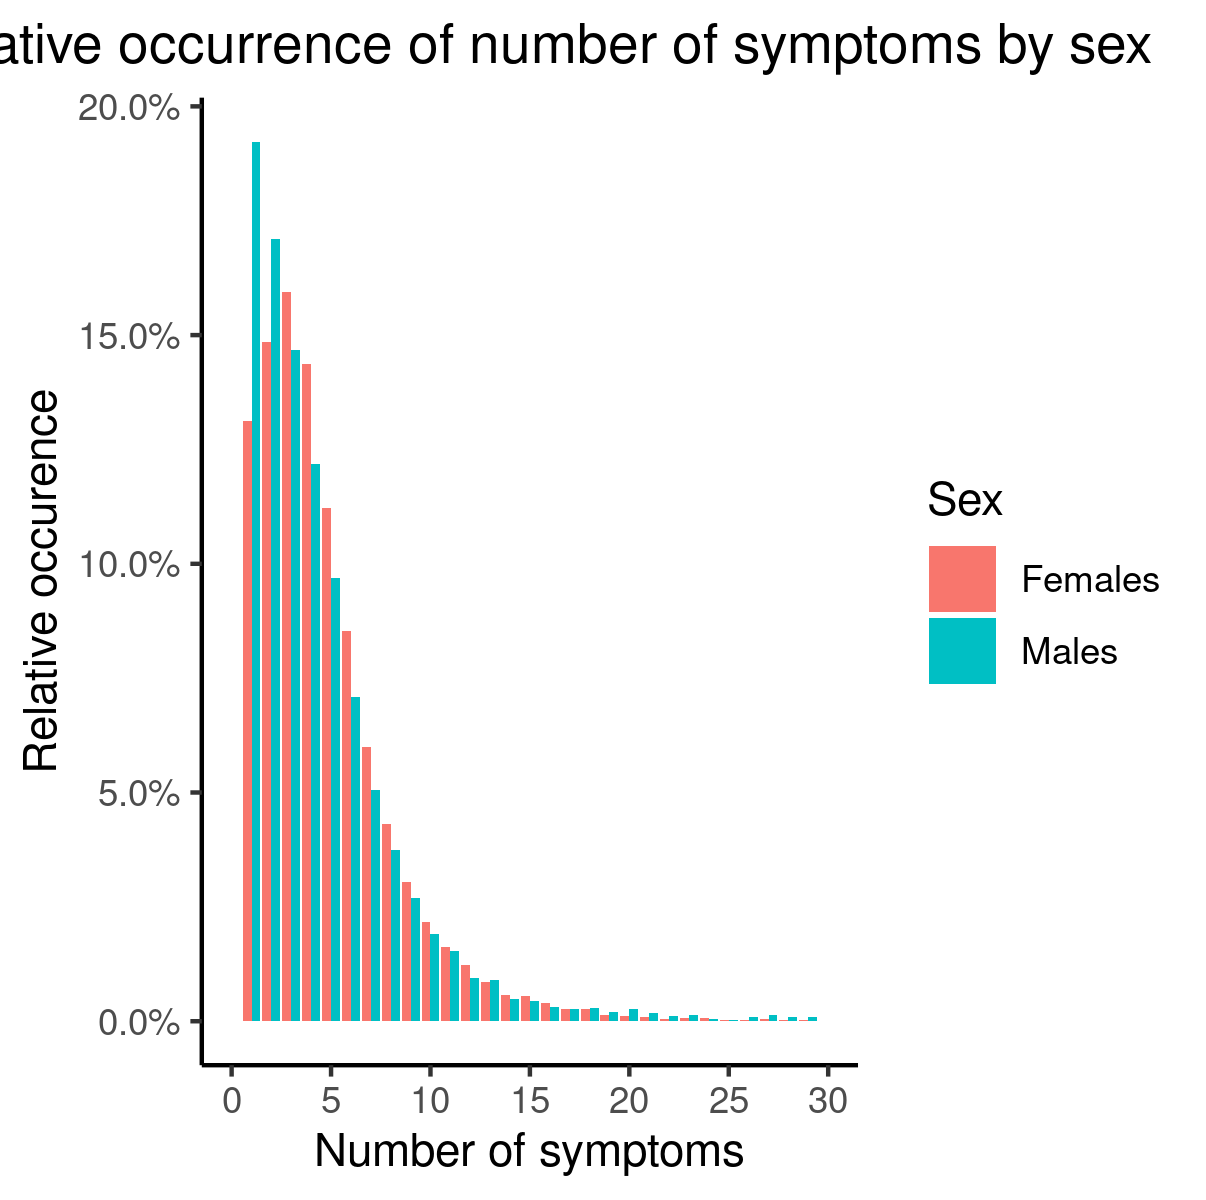 ative occurrence of number of symptoms by sex
20.0%
15.0%
10.0%
5.0%
0.0%
Relative occurence
0 5 10 15 20 25 30
Number of symptoms
Sex
Females
Males